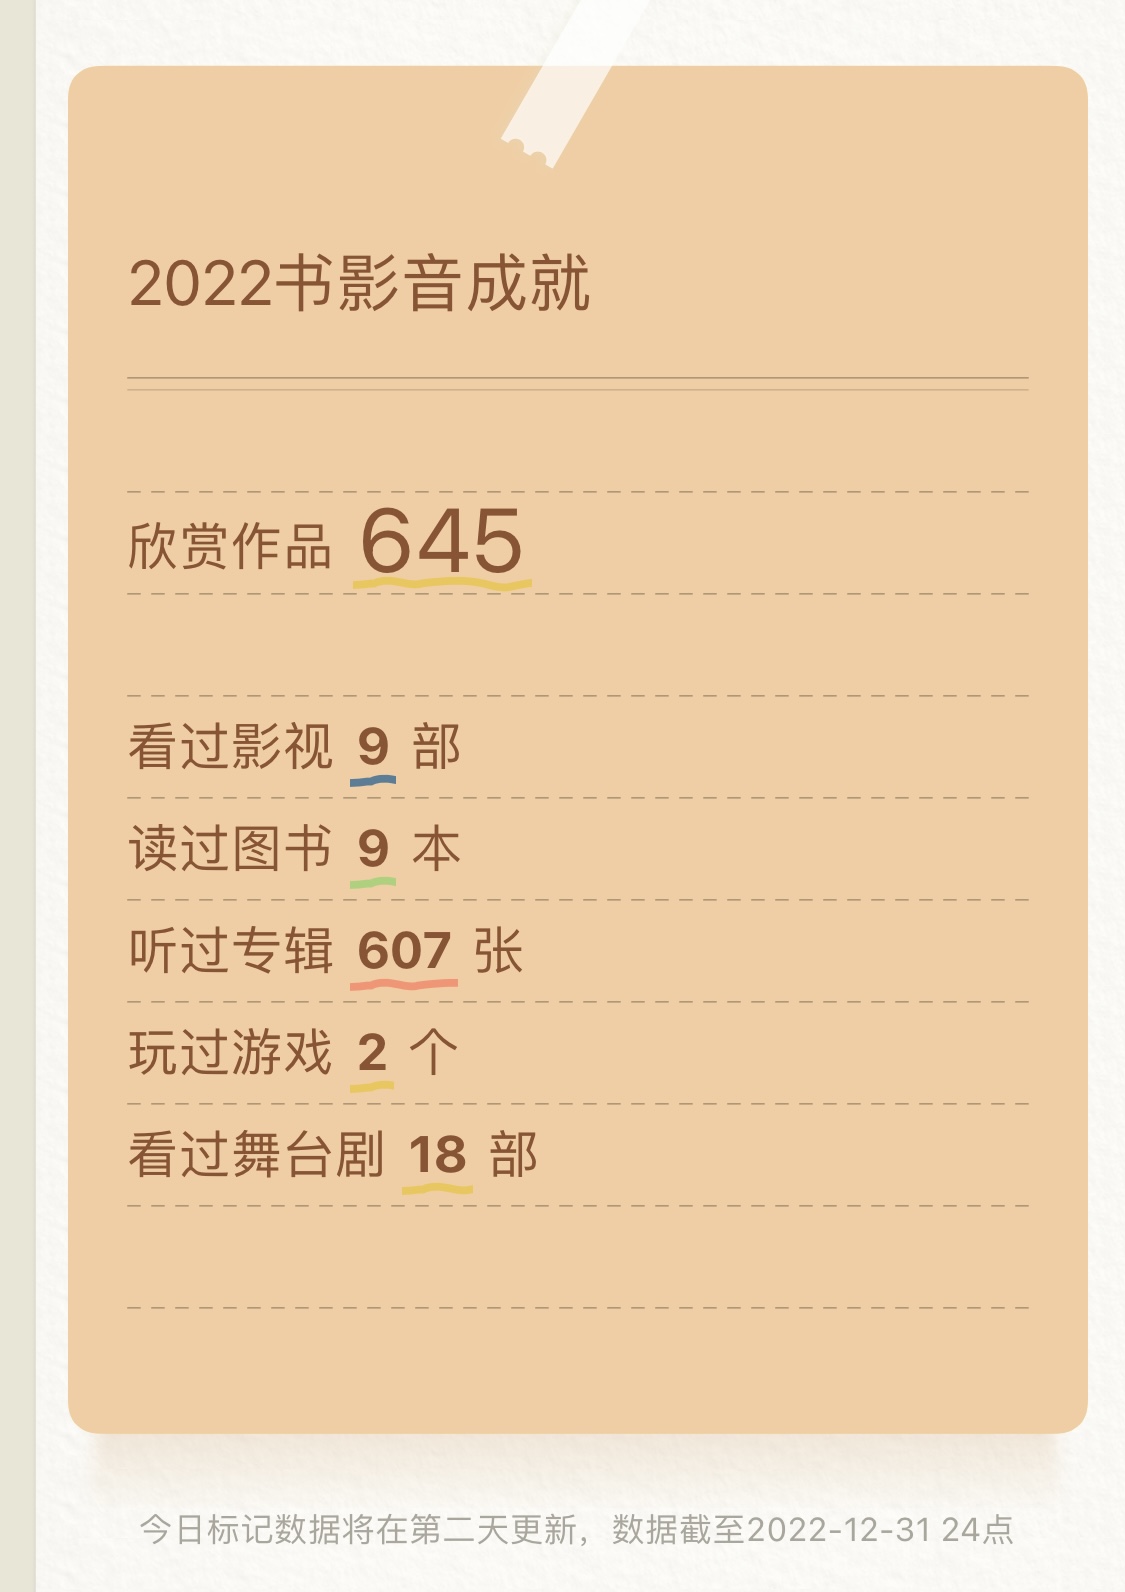 2022书影音成就
欣赏作品 645
看过影视 9 部
读过图书 9 本
听过专辑 607 张
玩过游戏 2 个
看过舞台剧 18 部
今日标记数据将在第二天更新，数据截至2022-12-31 24点